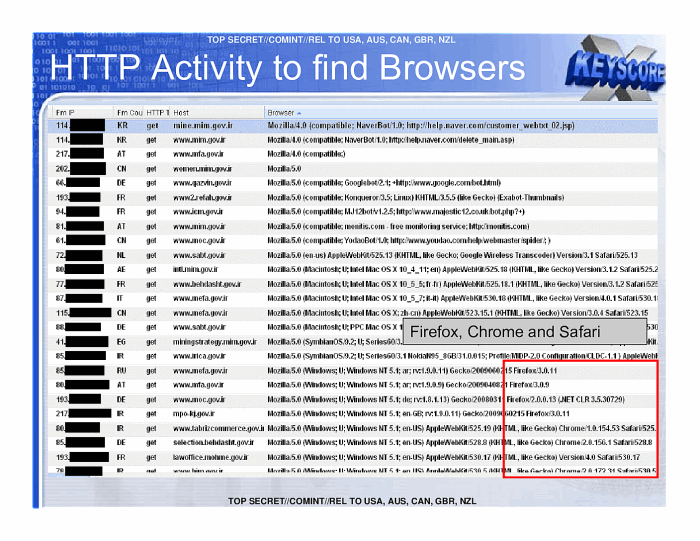 TOP SECRET//COMINT//REL TO USA, AUS, CAN, GBR, NZL
HTTP Activity to find Browsers
X KEYSCORE
Fm IP Fm Cou HTTP T Host Browser
114. KR get mine.mim.gov.ir Mozilla/4.0 (compatible; NaverBot/1.0; http://help.naver.com/customer_webtxt_02.jsp)
114. KR get www.mim.gov.ir Mozilla/4.0 (compatible; NaverBot/1.0; http://help.naver.com/delete_main.asp)
217. AT get www.mfa.gov.ir Mozilla/4.0 (compatible;)
202. CN get women.mim.gov.ir Mozilla/5.0
66. DE get www.qazvin.gov.ir Mozilla/5.0 (compatible; Googlebot/2.1; +http://www.google.com/bot.html)
193. FR get www2.refah.gov.ir Mozilla/5.0 (compatible; Konqueror/3.5; Linux) KHTML/3.5.5 (like Gecko) (Exabot-Thumbnails)
94. FR get www.icm.gov.ir Mozilla/5.0 (compatible; MJ12bot/v1.2.5; http://www.majestic12.co.uk/bot.php?+)
81. AT get www.moc.gov.ir Mozilla/5.0 (compatible; monitis.com - free monitoring service; http://monitis.com)
61. CN get www.moc.gov.ir Mozilla/5.0 (compatible; YodaoBot/1.0; http://www.yodao.com/help/webmaster/spider/; )
72. NL get www.sabt.gov.ir Mozilla/5.0 (en-us) AppleWebKit/525.13 (KHTML, like Gecko; Google Wireless Transcoder) Version/3.1 Safari/525.13
80. AE get intl.mim.gov.ir Mozilla/5.0 (Macintosh; U; Intel Mac OS X 10_4_11; en) AppleWebKit/525.18 (KHTML, like Gecko) Version/3.1.2 Safari/525.2
77. FR get www.behdasht.gov.ir Mozilla/5.0 (Macintosh; U; Intel Mac OS X 10_5_5; fr-fr) AppleWebKit/525.18.1 (KHTML, like Gecko) Version/3.1.2 Safari/525
87. IT get www.mefa.gov.ir Mozilla/5.0 (Macintosh; U; Intel Mac OS X 10_5_7; it-it) AppleWebKit/530.18 (KHTML, like Gecko) Version/4.0.1 Safari/530.1
115. CN get www.mefa.gov.ir Mozilla/5.0 (Macintosh; U; Intel Mac OS X; zh-cn) AppleWebKit/523.15.1 (KHTML, like Gecko) Version/3.0.4 Safari/523.15
88. DE get www.sabt.gov.ir Mozilla/5.0 (Macintosh; U; PPC Mac OS X
Firefox, Chrome and Safari
41. EG get miningstrategy.mim.gov.ir Mozilla/5.0 (SymbianOS/9.2; U; Series60/3.1
85. IR get www.irica.gov.ir Mozilla/5.0 (SymbianOS/9.2; U; Series60/3.1 NokiaN95_8GB/31.0.015; Profile/MIDP-2.0 Configuration/CLDC-1.1 ) AppleWebKit
85. RU get www.mefa.gov.ir Mozilla/5.0 (Windows; U; Windows NT 5.1; ar; rv:1.9.0.11) Gecko/2009060215 Firefox/3.0.11
80. AT get www.mfa.gov.ir Mozilla/5.0 (Windows; U; Windows NT 5.1; ar; rv:1.9.0.9) Gecko/2009040821 Firefox/3.0.9
193. DE get www.moc.gov.ir Mozilla/5.0 (Windows; U; Windows NT 5.1; de; rv:1.8.1.13) Gecko/20080311 Firefox/2.0.0.13 (.NET CLR 3.5.30729)
217. IR get mpo-kj.gov.ir Mozilla/5.0 (Windows; U; Windows NT 5.1; en-GB; rv:1.9.0.11) Gecko/2009060215 Firefox/3.0.11
80. IR get www.tabrizcommerce.gov.ir Mozilla/5.0 (Windows; U; Windows NT 5.1; en-US) AppleWebKit/525.19 (KHTML, like Gecko) Chrome/1.0.154.53 Safari/525.
85. DE get selection.behdasht.gov.ir Mozilla/5.0 (Windows; U; Windows NT 5.1; en-US) AppleWebKit/528.8 (KHTML, like Gecko) Chrome/2.0.156.1 Safari/528.8
193. FR get lawoffice.mohme.gov.ir Mozilla/5.0 (Windows; U; Windows NT 5.1; en-US) AppleWebKit/530.17 (KHTML, like Gecko) Version/4.0 Safari/530.17
78. IR get www.bim.gov.ir Mozilla/5.0 (Windows; U; Windows NT 5.1; en-US) AppleWebKit/530.5 (KHTML, like Gecko) Chrome/2.0.172.31 Safari/530.5
TOP SECRET//COMINT//REL TO USA, AUS, CAN, GBR, NZL